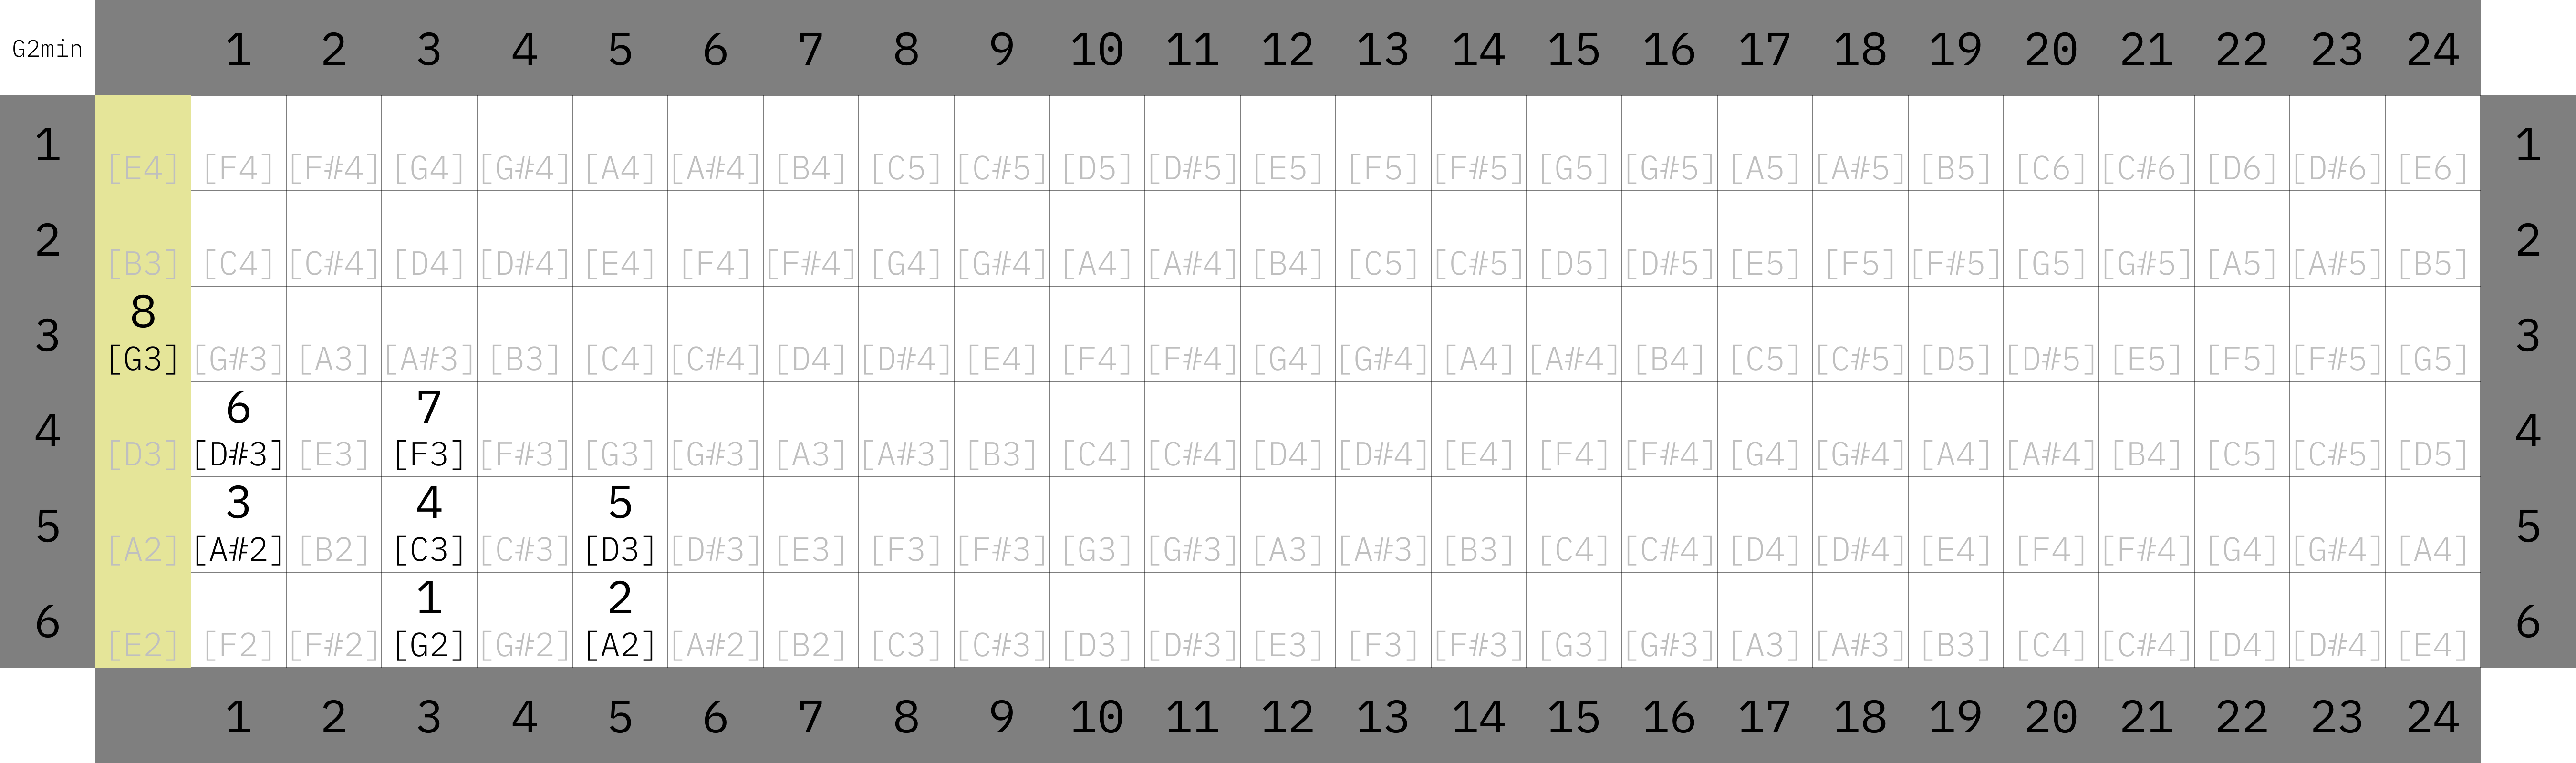 G2min 1 2 3 4 5 6 7 8 9 10 11 12 13 14 15 16 17 18 19 20 21 22 23 24
1 [E4] [F4] [F#4] [G4] [G#4] [A4] [A#4] [B4] [C5] [C#5] [D5] [D#5] [E5] [F5] [F#5] [G5] [G#5] [A5] [A#5] [B5] [C6] [C#6] [D6] [D#6] [E6] 1
2 [B3] [C4] [C#4] [D4] [D#4] [E4] [F4] [F#4] [G4] [G#4] [A4] [A#4] [B4] [C5] [C#5] [D5] [D#5] [E5] [F5] [F#5] [G5] [G#5] [A5] [A#5] [B5] 2
8
3 [G3] [G#3] [A3] [A#3] [B3] [C4] [C#4] [D4] [D#4] [E4] [F4] [F#4] [G4] [G#4] [A4] [A#4] [B4] [C5] [C#5] [D5] [D#5] [E5] [F5] [F#5] [G5] 3
6 7
4 [D3] [D#3] [E3] [F3] [F#3] [G3] [G#3] [A3] [A#3] [B3] [C4] [C#4] [D4] [D#4] [E4] [F4] [F#4] [G4] [G#4] [A4] [A#4] [B4] [C5] [C#5] [D5] 4
3 4 5
5 [A2] [A#2] [B2] [C3] [C#3] [D3] [D#3] [E3] [F3] [F#3] [G3] [G#3] [A3] [A#3] [B3] [C4] [C#4] [D4] [D#4] [E4] [F4] [F#4] [G4] [G#4] [A4] 5
1 2
6 [E2] [F2] [F#2] [G2] [G#2] [A2] [A#2] [B2] [C3] [C#3] [D3] [D#3] [E3] [F3] [F#3] [G3] [G#3] [A3] [A#3] [B3] [C4] [C#4] [D4] [D#4] [E4] 6
1 2 3 4 5 6 7 8 9 10 11 12 13 14 15 16 17 18 19 20 21 22 23 24